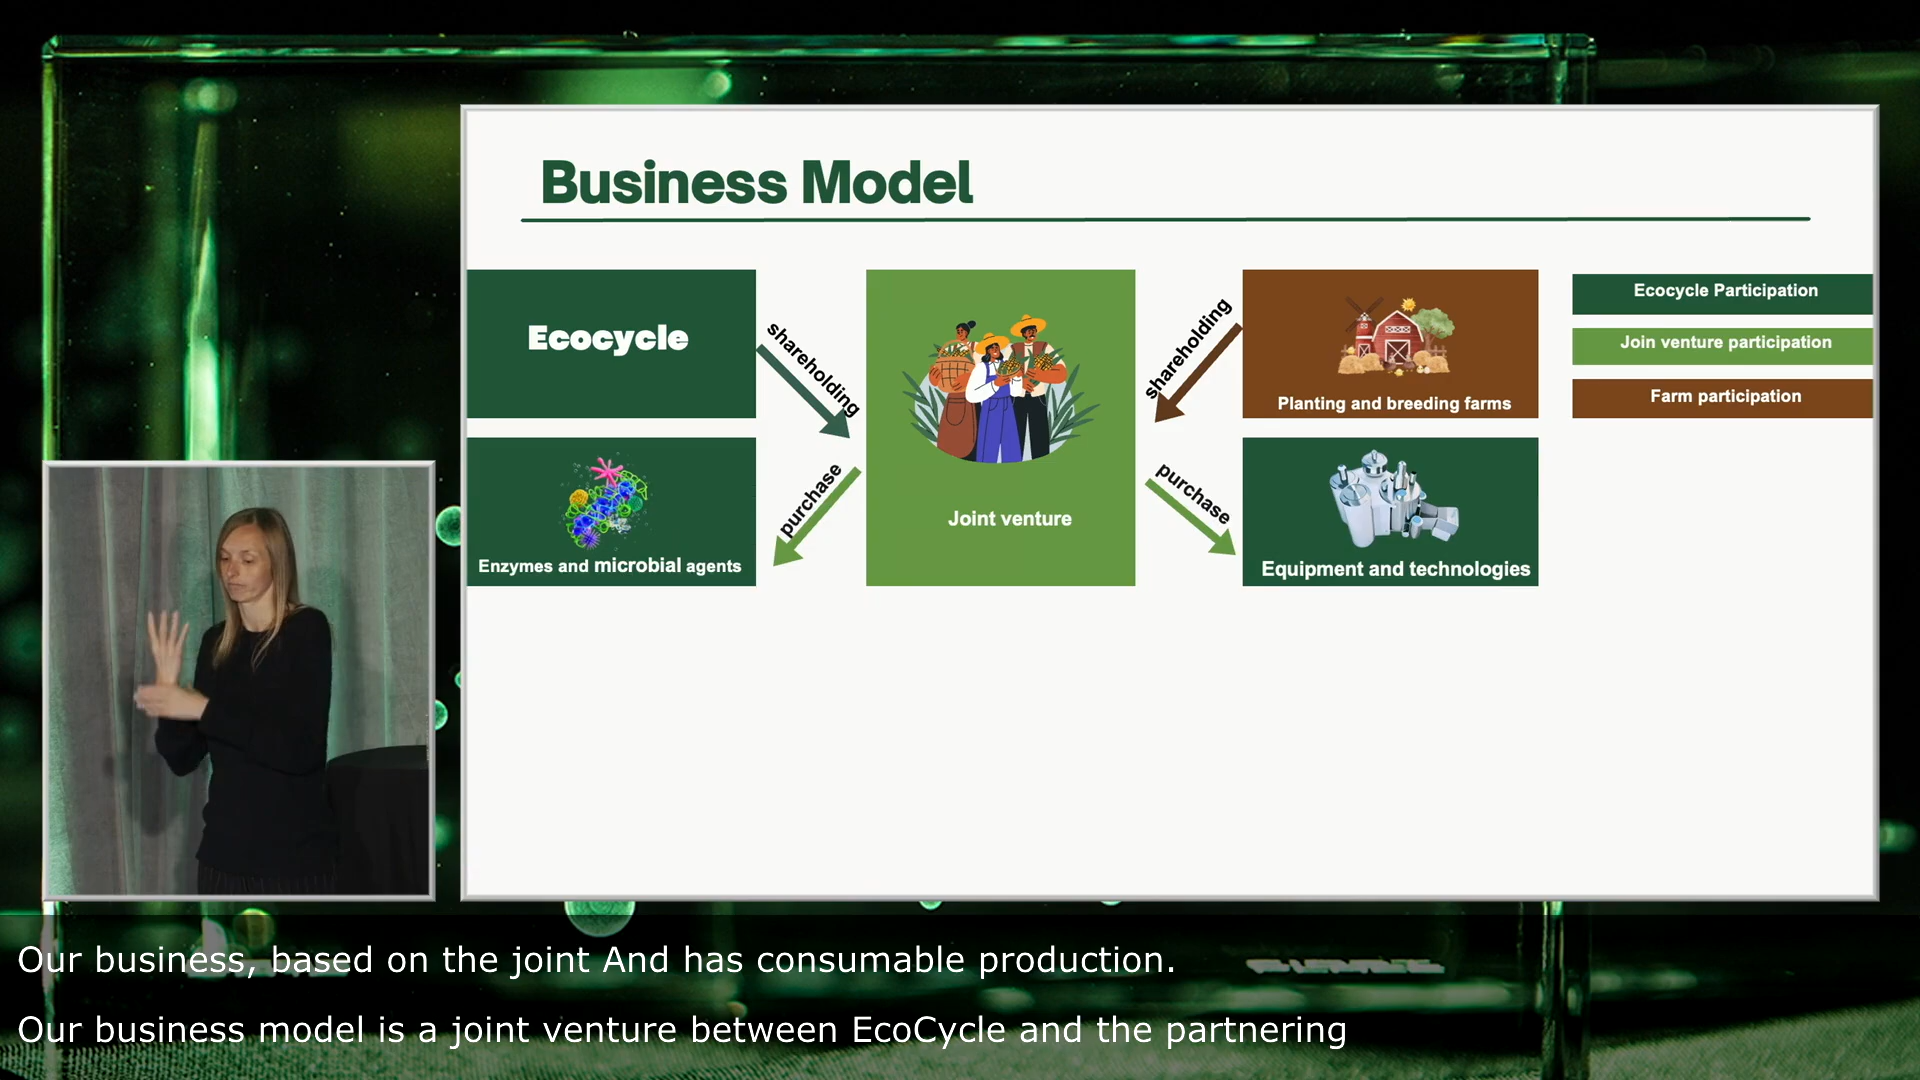 Business Model
Ecocycle
shareholding
shareholding
Planting and breeding farms
Ecocycle Participation
Join venture participation
Farm participation
Enzymes and microbial agents
purchase
Joint venture
purchase
Equipment and technologies
Our business, based on the joint And has consumable production.
Our business model is a joint venture between EcoCycle and the partnering